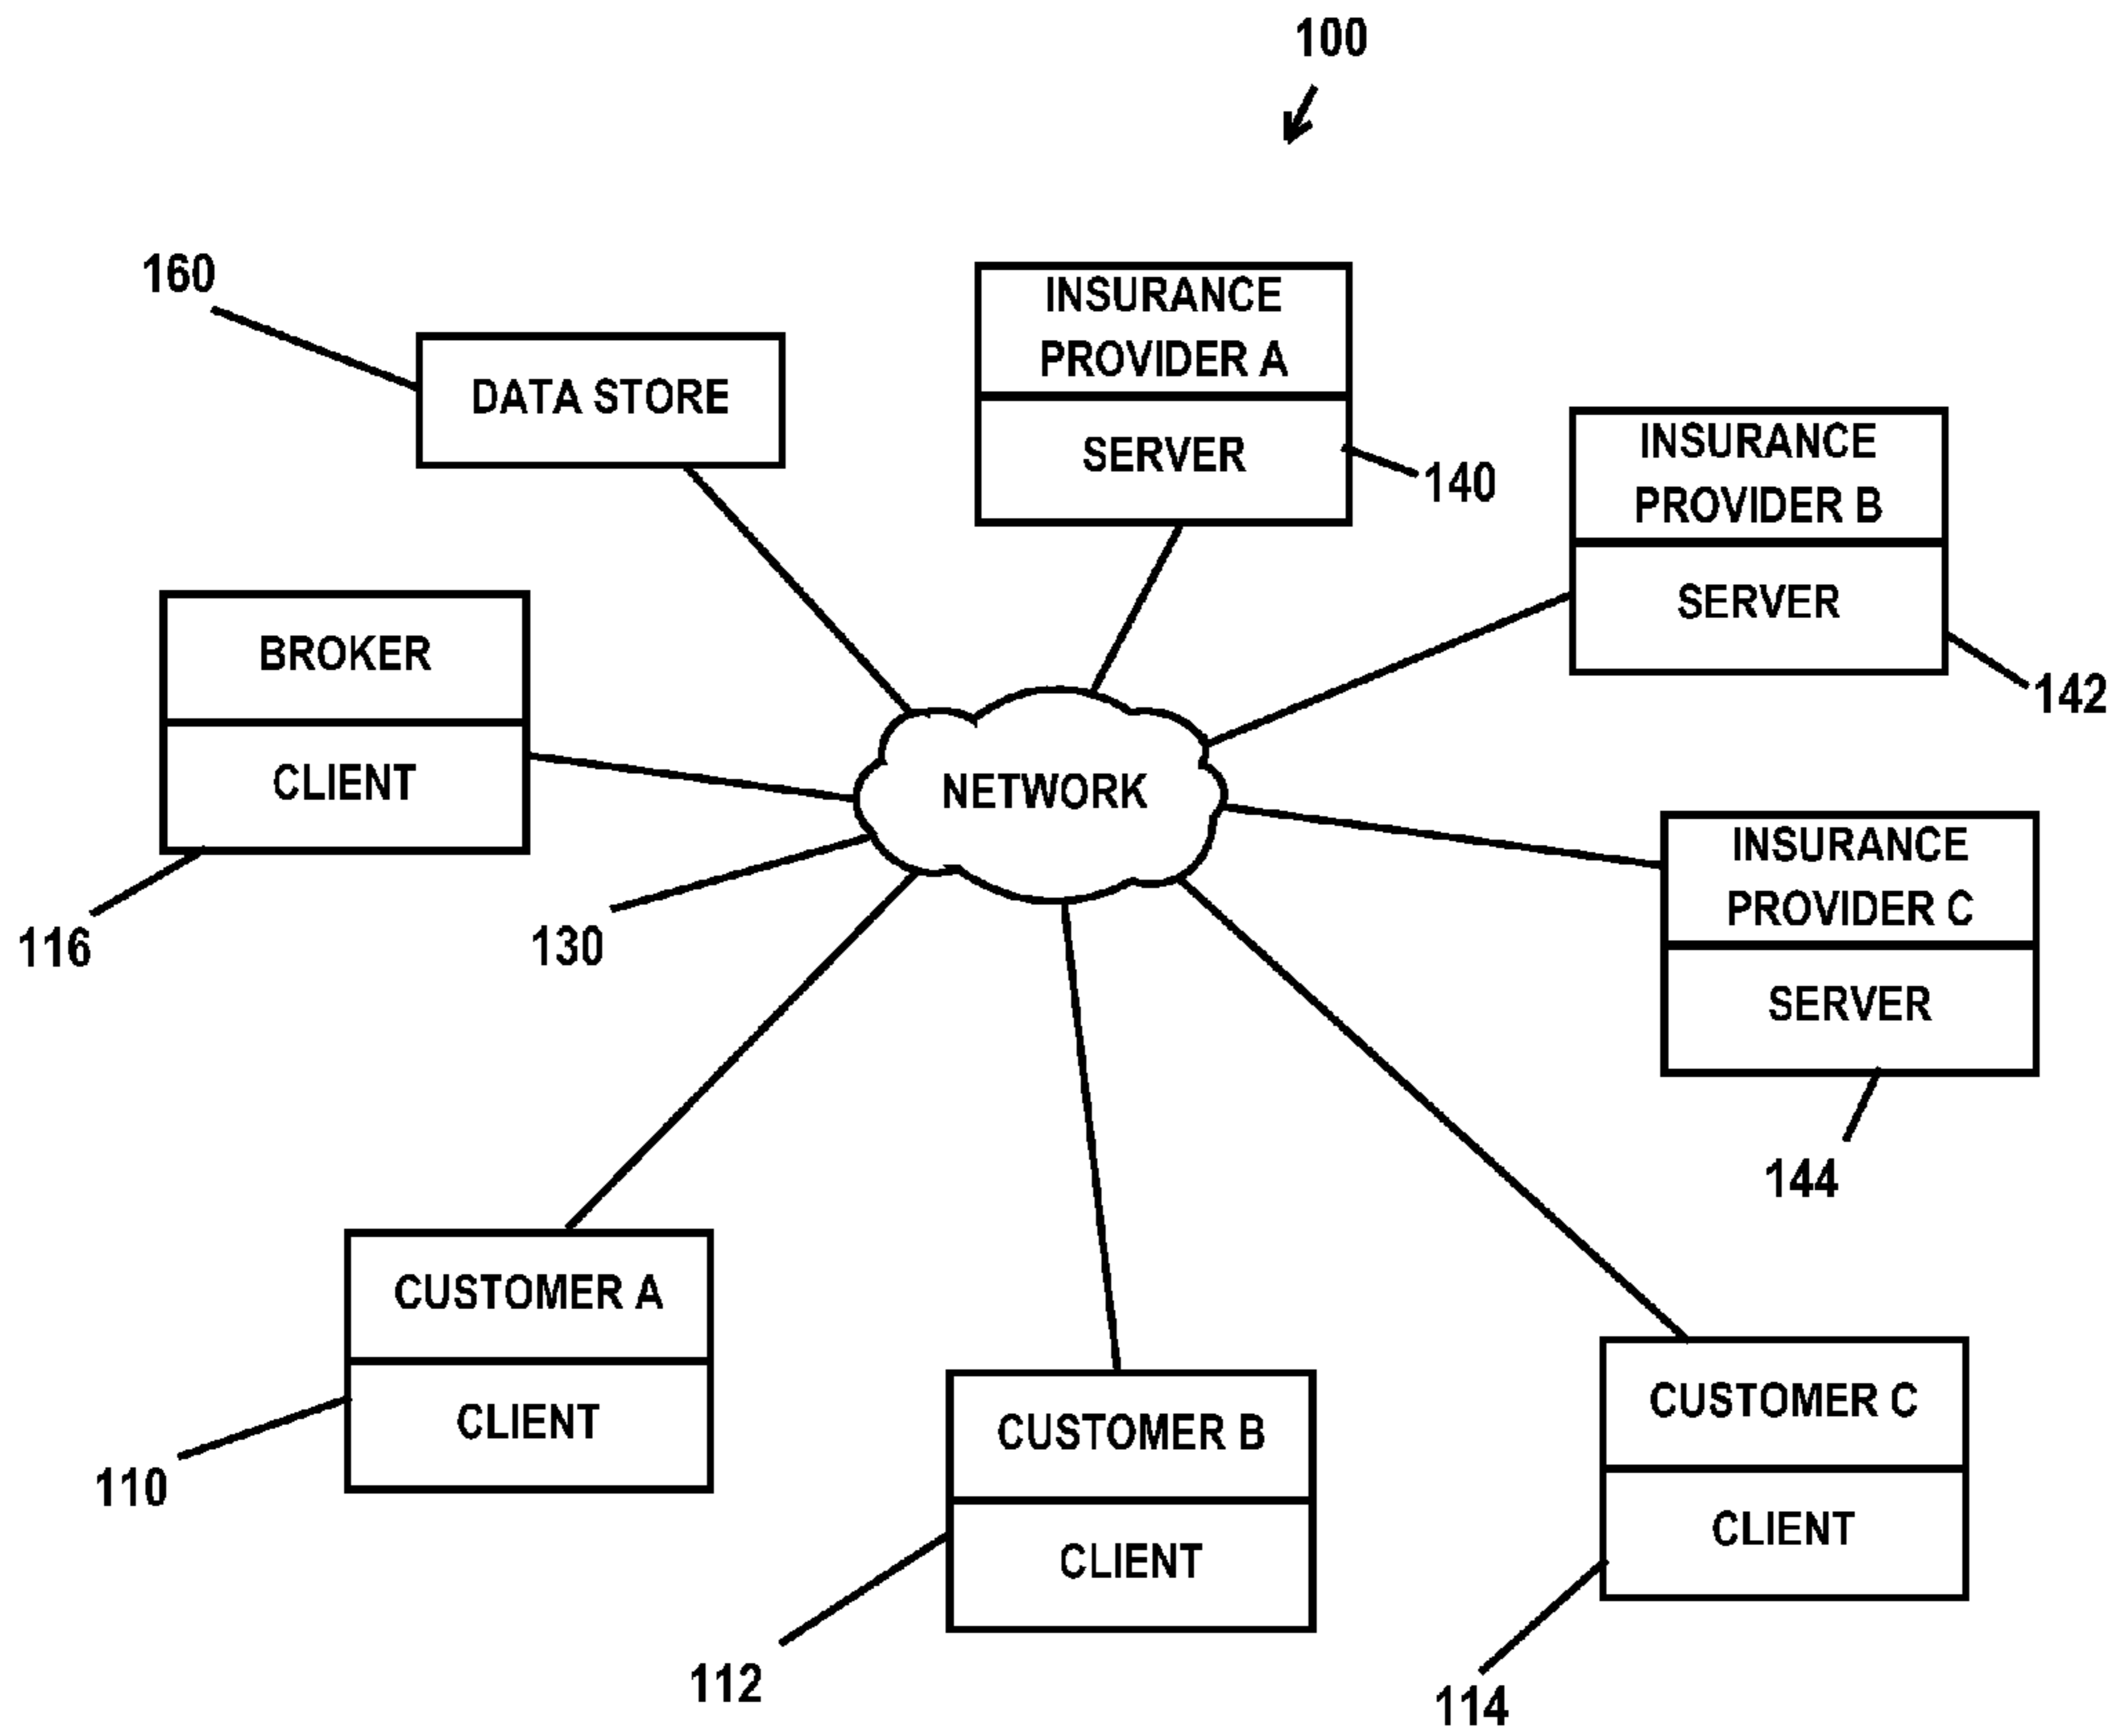 100
160
INSURANCE
PROVIDER A
SERVER
140
DATA STORE
INSURANCE
PROVIDER B
SERVER
142
BROKER
CLIENT
116
NETWORK
130
INSURANCE
PROVIDER C
SERVER
144
CUSTOMER A
CLIENT
110
CUSTOMER B
CLIENT
112
CUSTOMER C
CLIENT
114